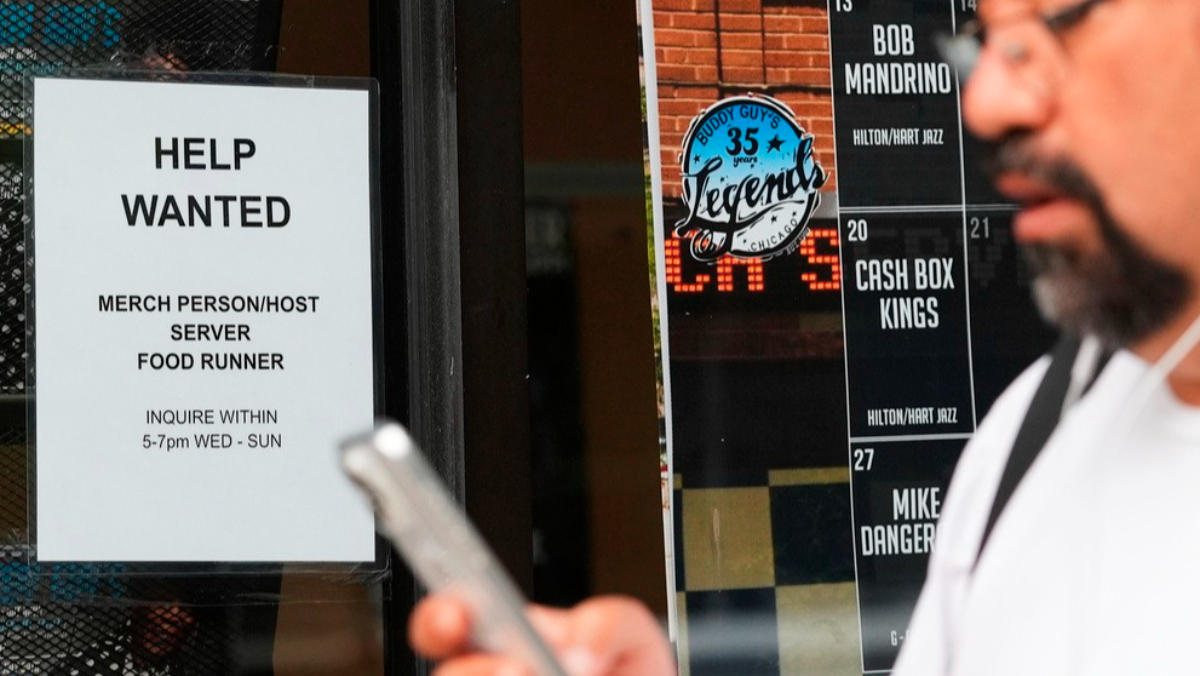 HELP
WANTED
MERCH PERSON/HOST
SERVER
FOOD RUNNER
INQUIRE WITHIN
5-7pm WED - SUN
BUDDY GUY'S
35
years
Legends
CHICAGO
13
BOB
MANDRINO
HILTON/HART JAZZ
14
20
CASH BOX
KINGS
HILTON/HART JAZZ
21
27
MIKE